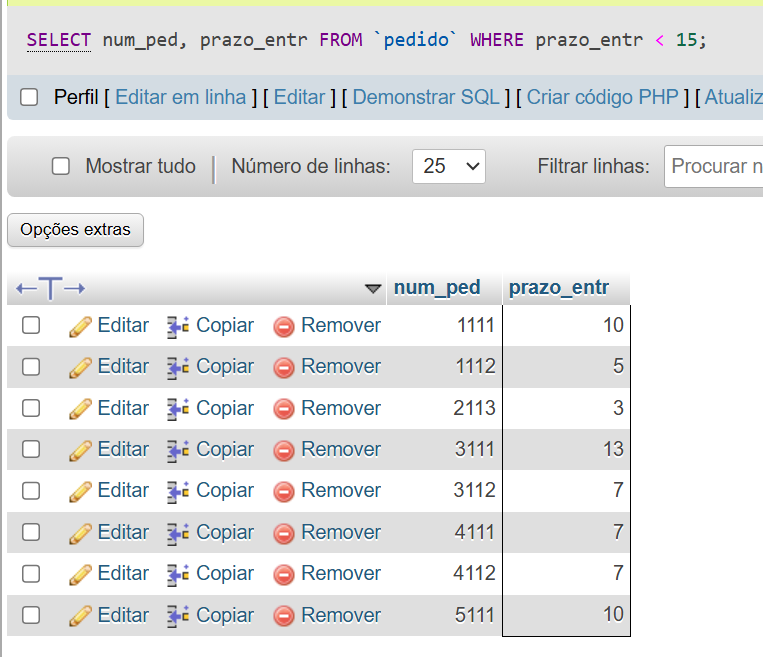 SELECT num_ped, prazo_entr FROM `pedido` WHERE prazo_entr < 15;
Perfil [ Editar em linha ] [ Editar ] [ Demonstrar SQL ] [ Criar código PHP ] [ Atualiz
Mostrar tudo | Número de linhas: 25 Filtrar linhas: Procurar n
Opções extras
num_ped prazo_entr
Editar Copiar Remover 1111 10
Editar Copiar Remover 1112 5
Editar Copiar Remover 2113 3
Editar Copiar Remover 3111 13
Editar Copiar Remover 3112 7
Editar Copiar Remover 4111 7
Editar Copiar Remover 4112 7
Editar Copiar Remover 5111 10